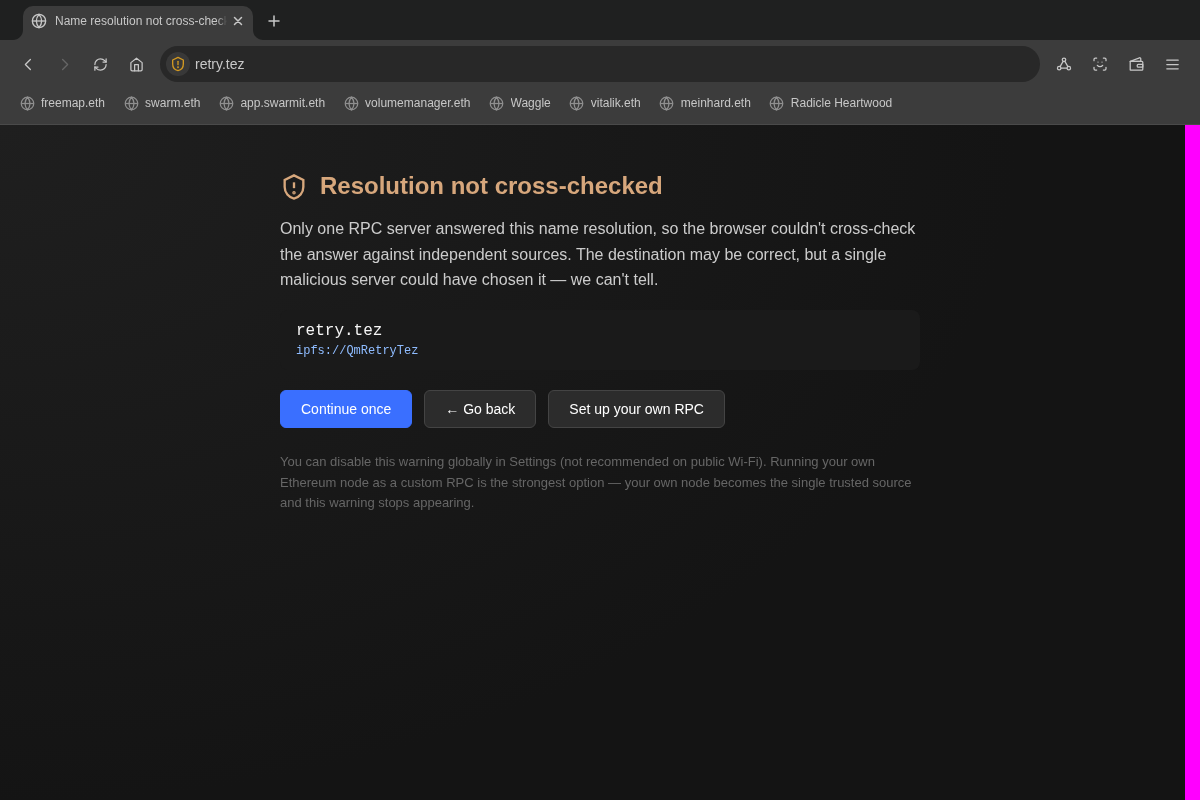 Name resolution not cross-chec
retry.tez
freemap.eth
swarm.eth
app.swarmit.eth
volumemanager.eth
Waggle
vitalik.eth
meinhard.eth
Radicle Heartwood
Resolution not cross-checked
Only one RPC server answered this name resolution, so the browser couldn't cross-check
the answer against independent sources. The destination may be correct, but a single
malicious server could have chosen it — we can't tell.
retry.tez
ipfs://QmRetryTez
Continue once
← Go back
Set up your own RPC
You can disable this warning globally in Settings (not recommended on public Wi-Fi). Running your own
Ethereum node as a custom RPC is the strongest option — your own node becomes the single trusted source
and this warning stops appearing.